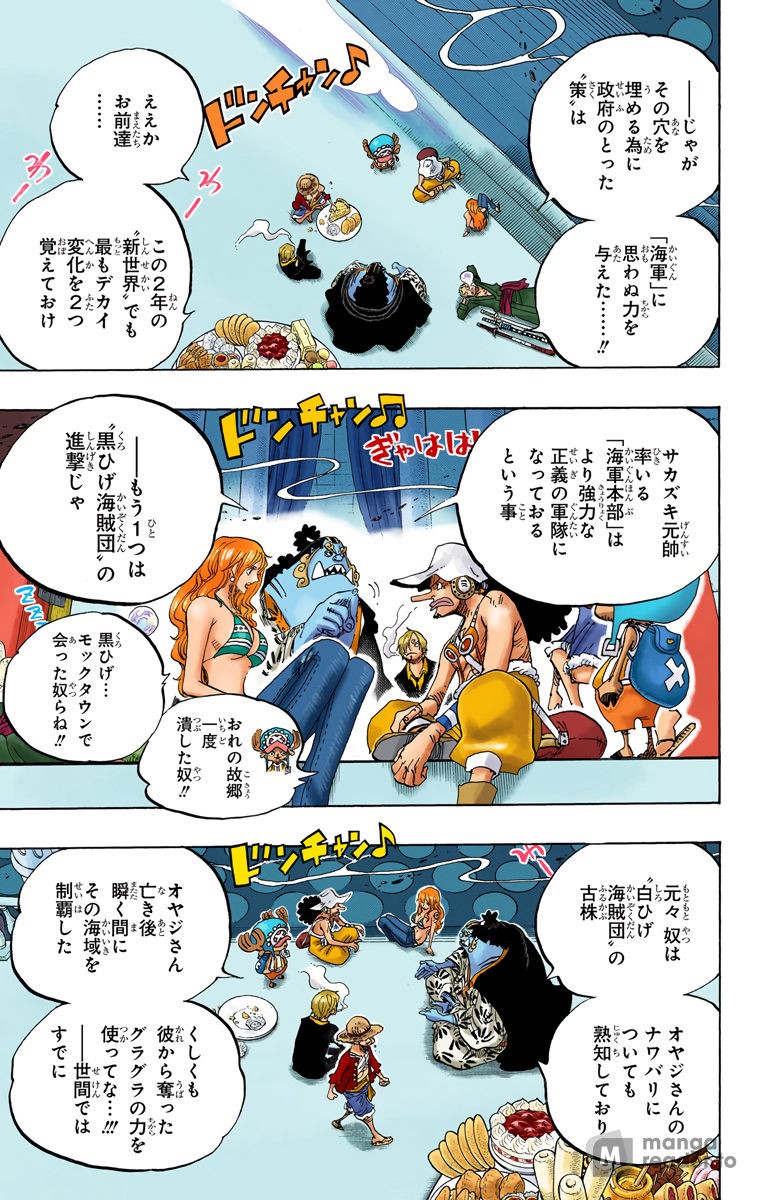 ――じゃが
その穴を
埋める為に
政府のとった
〝策〟は
「海軍」に
思わぬ力を
与えた……!!
ドンチャン♪
ええか
お前達
……
この2年の
〝新世界〟でも
最もデカイ
変化を2つ
覚えておけ
サカズキ元帥
率いる
「海軍本部」は
より強力な
正義の軍隊に
なっておる
という事
ぎゃはは!
ドンチャン♫
――もう1つは
〝黒ひげ海賊団〟の
進撃じゃ
黒ひげ…
モックタウンで
会った奴らね!!
おれの故郷
一度
潰した奴!!
元々奴は
〝白ひげ
海賊団〟の
古株
オヤジさんの
ナワバリに
ついても
熟知しており
ドンチャン♪
オヤジさん
亡き後
瞬く間に
その海域を
制覇した
くしくも
彼から奪った
グラグラの力を
使ってな…!!!
――世間では
すでに
manga
reader.to